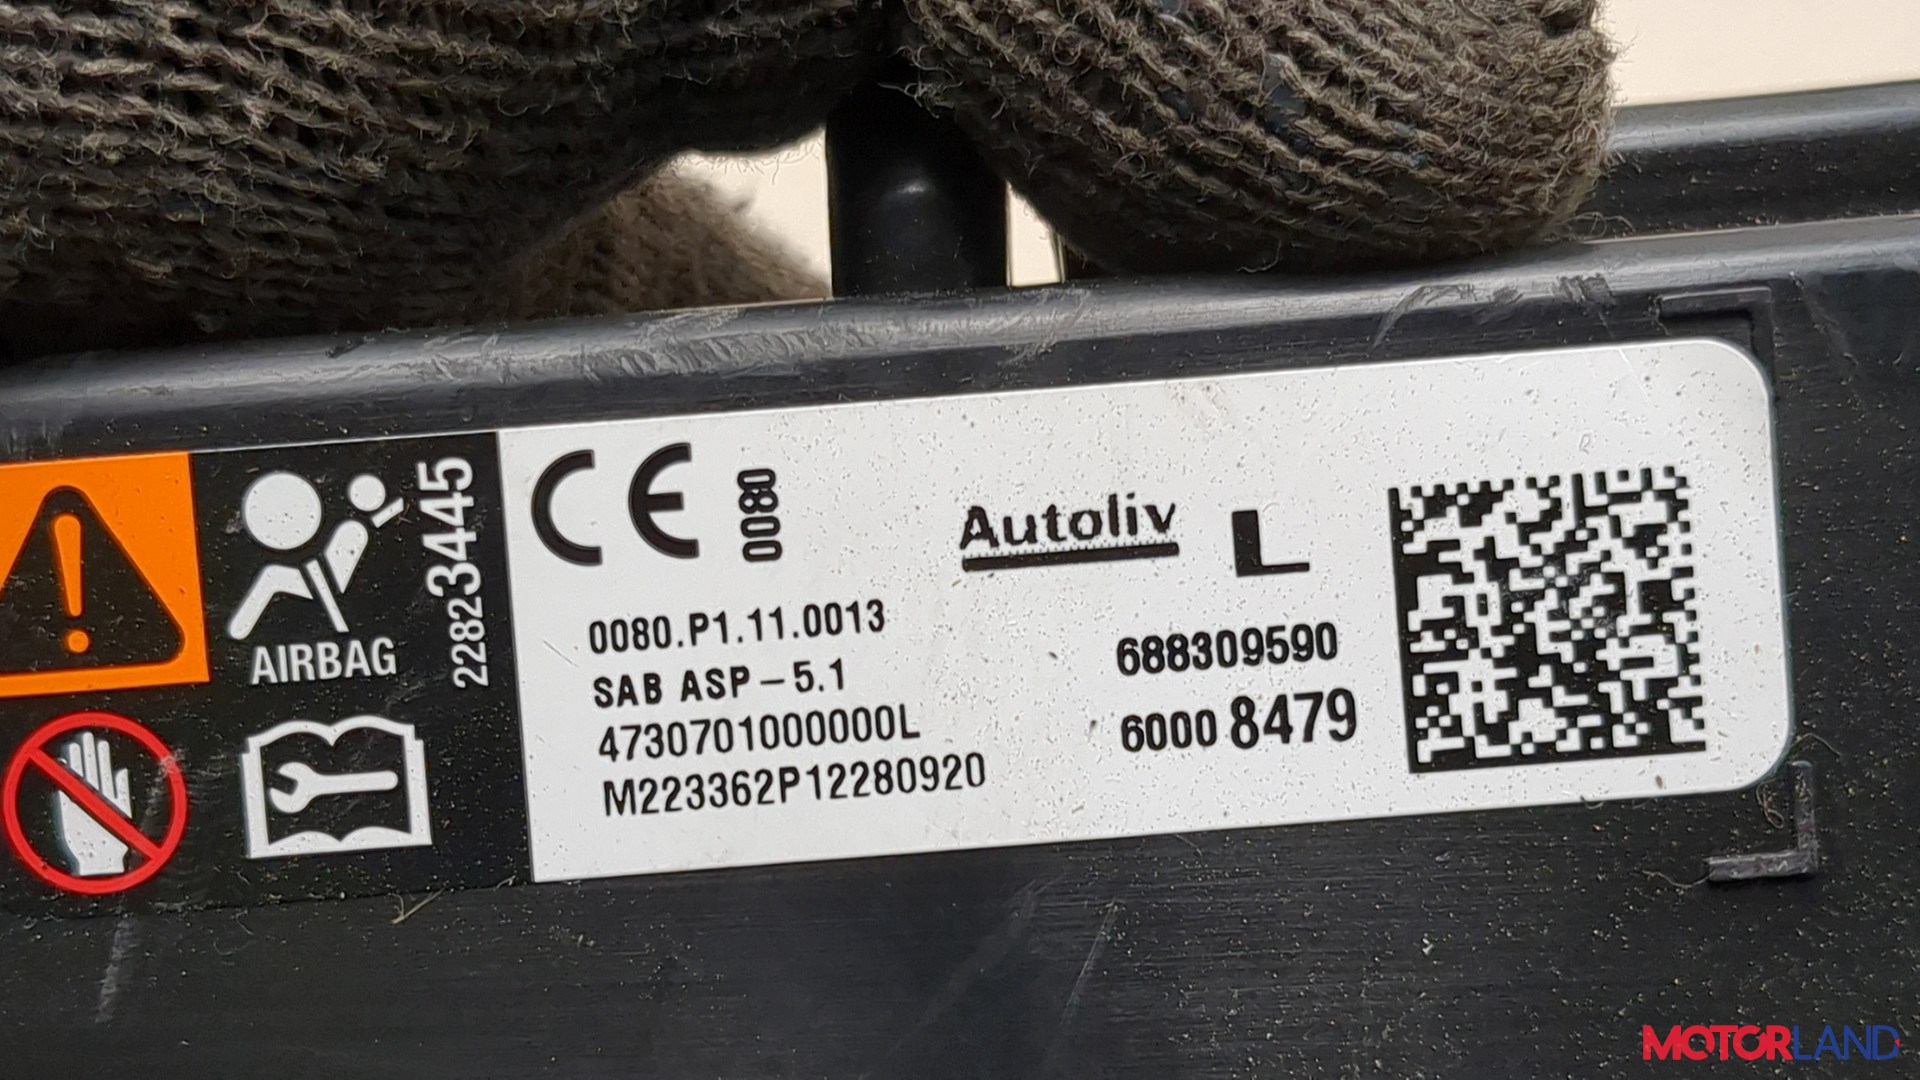 AIRBAG
22823445
CE 0080
Autoliv L
0080.P1.11.0013
SAB ASP-5.1
4730701000000L
M223362P12280920
688309590
6000 8479
MOTORLAND